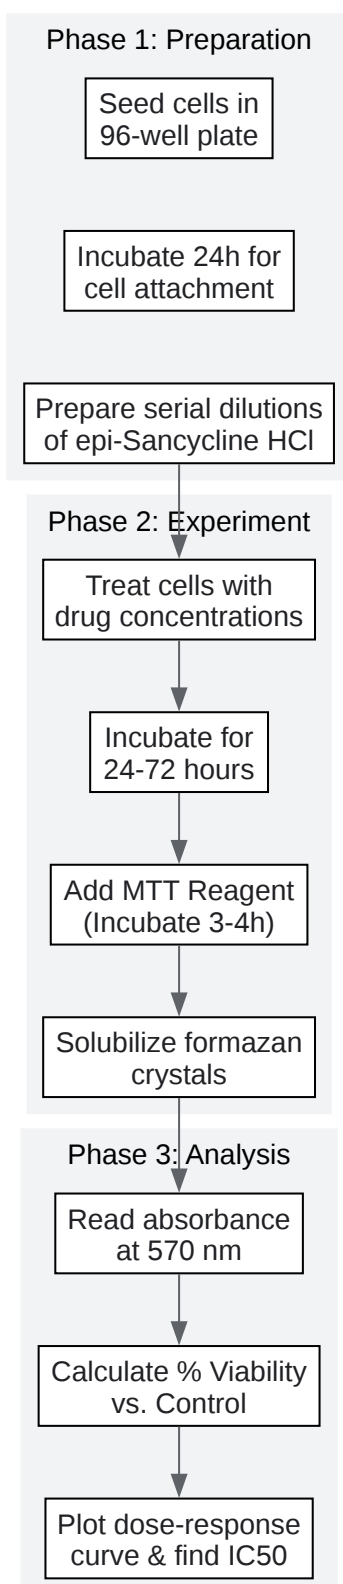 Phase 1: Preparation
Seed cells in
96-well plate
Incubate 24h for
cell attachment
Prepare serial dilutions
of epi-Sancycline HCl
Phase 2: Experiment
Treat cells with
drug concentrations
Incubate for
24-72 hours
Add MTT Reagent
(Incubate 3-4h)
Solubilize formazan
crystals
Phase 3: Analysis
Read absorbance
at 570 nm
Calculate % Viability
vs. Control
Plot dose-response
curve & find IC50